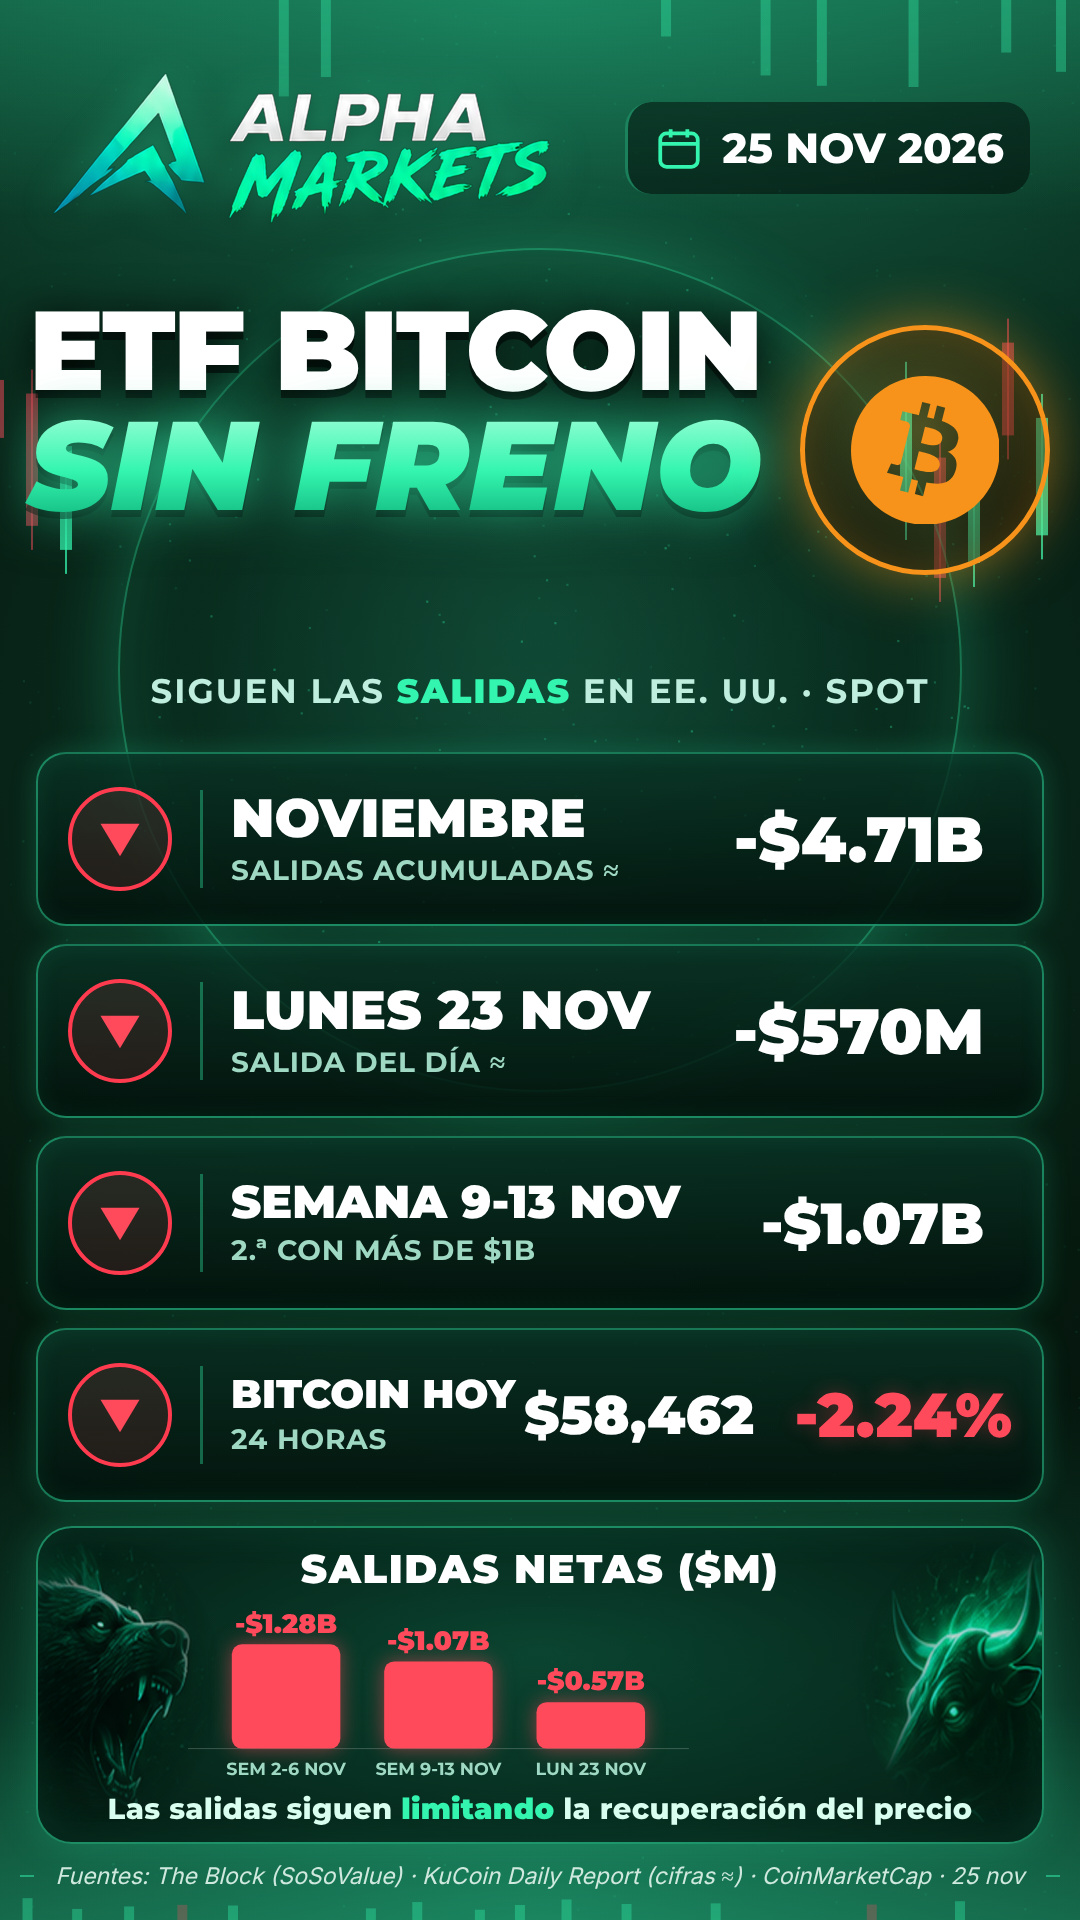 ALPHA
MARKETS
25 NOV 2026
ETF BITCOIN
SIN FRENO
SIGUEN LAS SALIDAS EN EE. UU. · SPOT
NOVIEMBRE
SALIDAS ACUMULADAS ≈
-$4.71B
LUNES 23 NOV
SALIDA DEL DÍA ≈
-$570M
SEMANA 9-13 NOV
2.ª CON MÁS DE $1B
-$1.07B
BITCOIN HOY
24 HORAS
$58,462 -2.24%
SALIDAS NETAS ($M)
-$1.28B
-$1.07B
-$0.57B
SEM 2-6 NOV
SEM 9-13 NOV
LUN 23 NOV
Las salidas siguen limitando la recuperación del precio
Fuentes: The Block (SoSoValue) · KuCoin Daily Report (cifras ≈) · CoinMarketCap · 25 nov